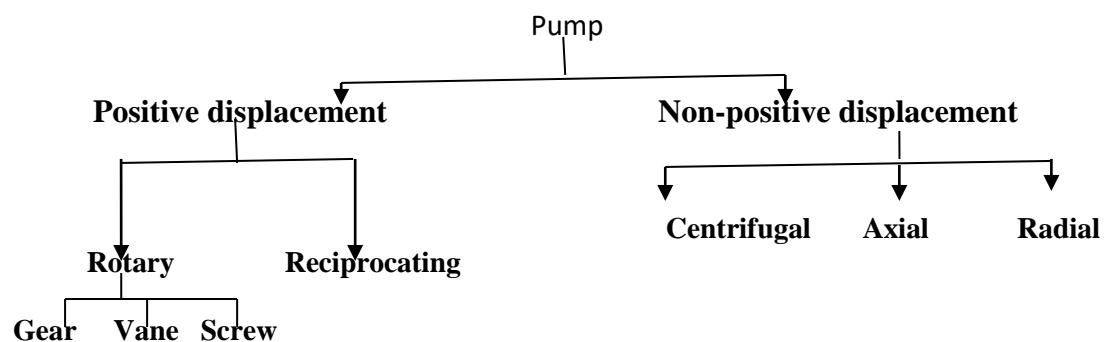 Pump
Positive displacement Non-positive displacement
Centrifugal Axial Radial
Rotary Reciprocating
Gear Vane Screw